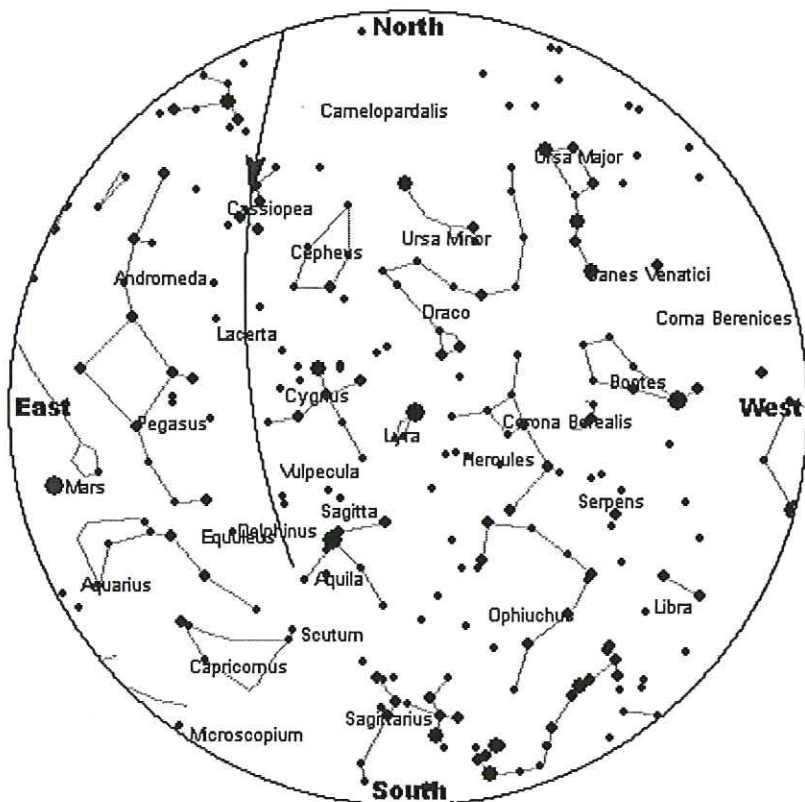 North
Camelopardalis
Ursa Major
Cassiopea
Ursa Minor
Cepheus
Andromeda
Canes Venatici
Draco
Lacerta
Coma Berenices
Bootes
Cygnus
East
West
Pegasus
Lyra
Corona Borealis
Hercules
Vulpecula
Mars
Serpens
Sagitta
Equuleus
Delphinus
Aquarius
Aquila
Ophiuchus
Libra
Scutum
Capricornus
Sagittarius
Microscopium
South